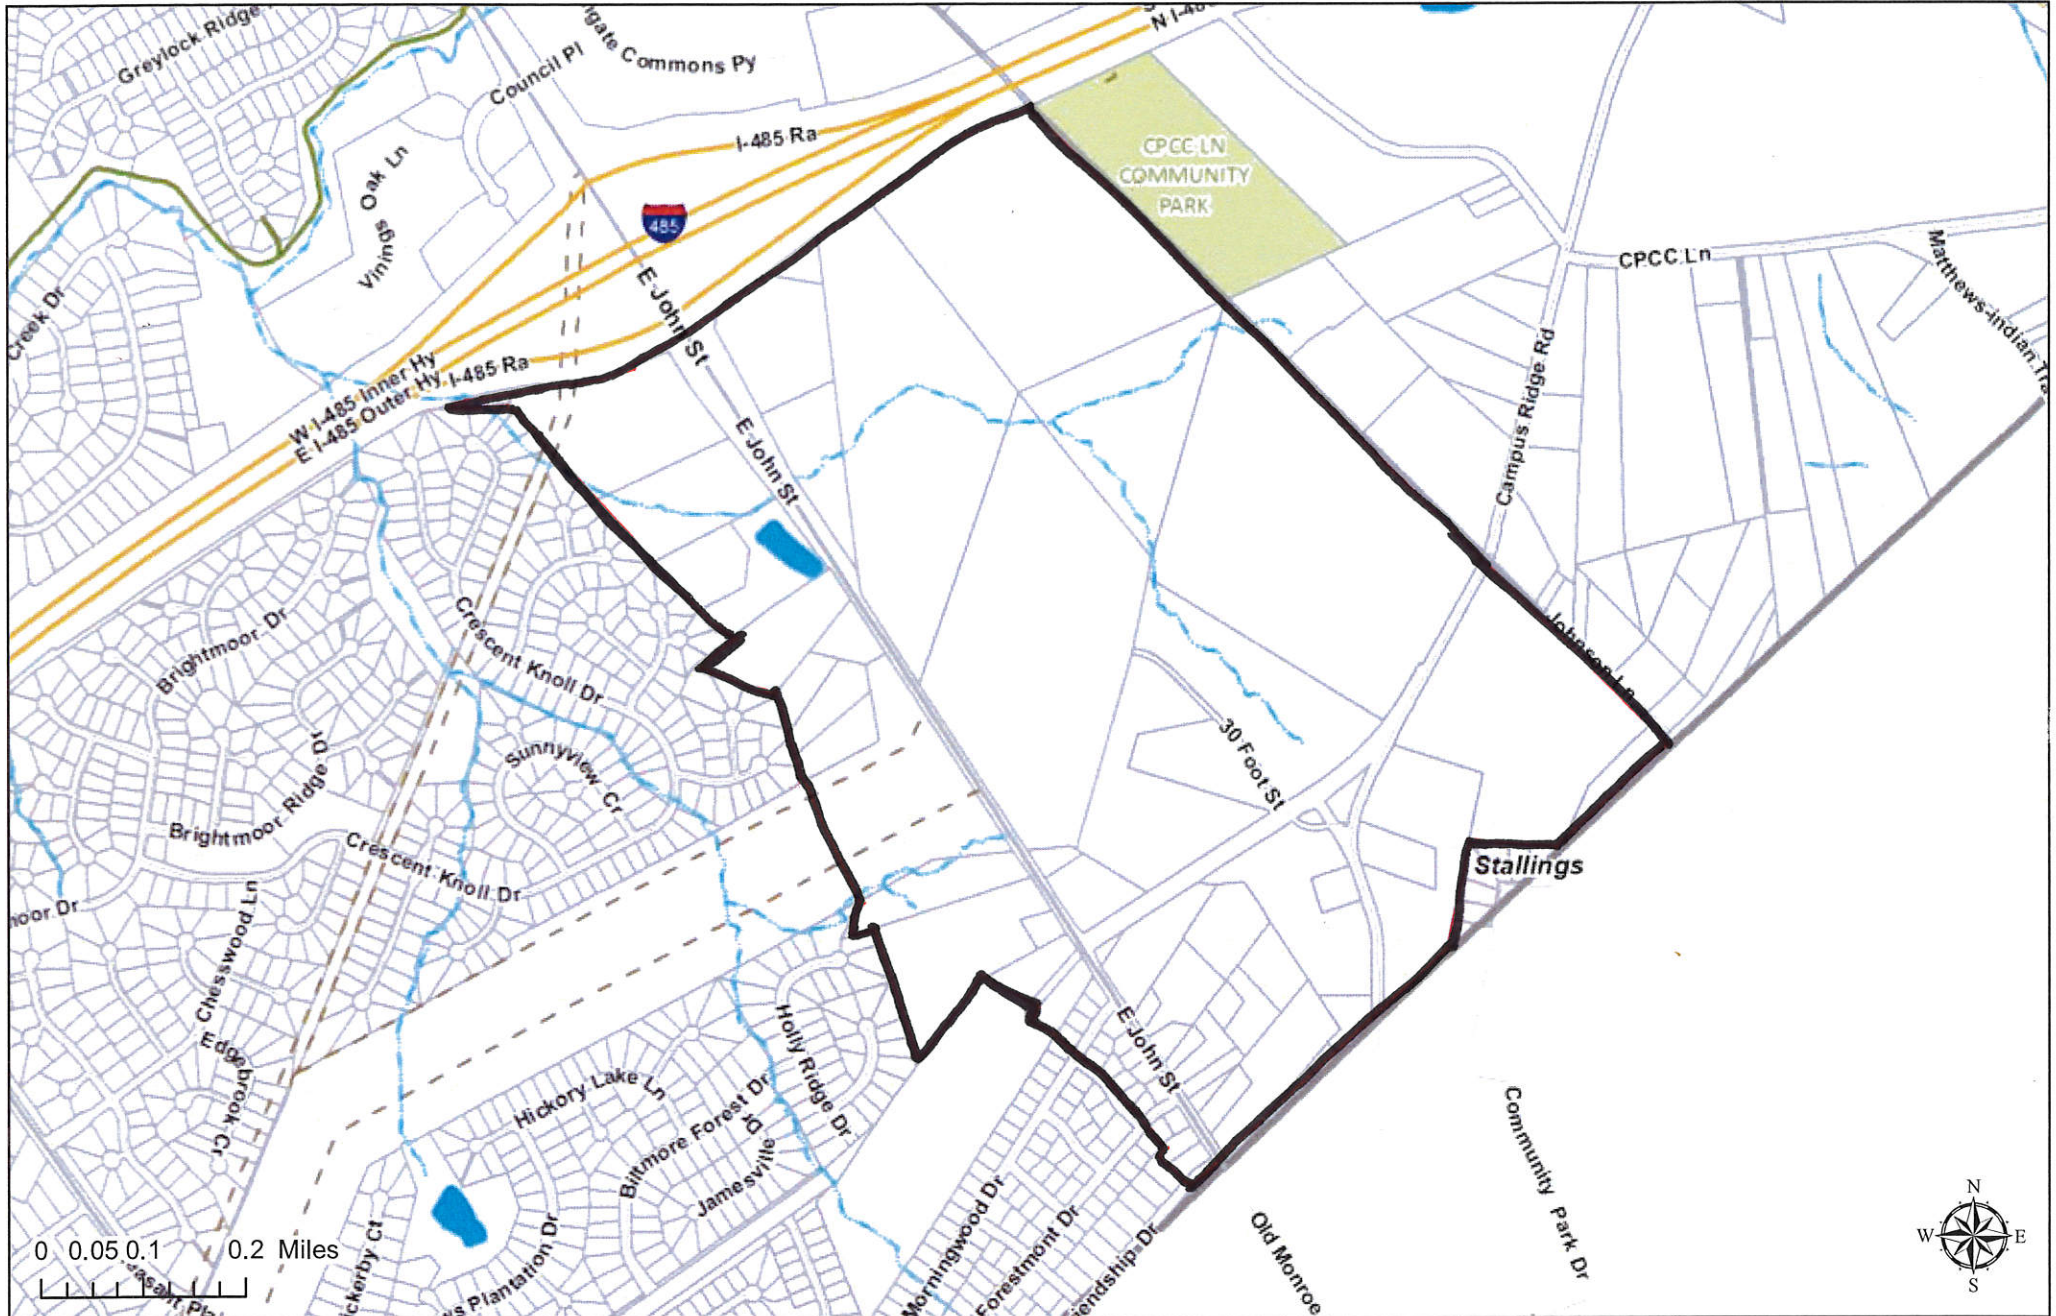 Greylock Ridge
Council Pl
ngate Commons Py
N I-48
I-485 Ra
Vinings Oak Ln
485
CPCC LN
COMMUNITY
PARK
CPCC Ln
Matthews-Indian Tra
Creek Dr
E John St
W I-485 Inner Hy
E I-485 Outer Hy
I-485 Ra
E John St
Campus Ridge Rd
Brightmoor Dr
Crescent Knoll Dr
Johnson Ln
30 Foot St
Sunnyview Cr
Brightmoor Ridge Dr
Crescent Knoll Dr
Stallings
moor Dr
Chesswood Ln
Edgebrook Cr
E John St
Holly Ridge Dr
Hickory Lake Ln
Biltmore Forest Dr
Jamesville Dr
Community Park Dr
Old Monroe
Morningwood Dr
Forestmont Dr
iendship Dr
ckerby Ct
s Plantation Dr
easant Pla
0 0.05 0.1 0.2 Miles
N
W E
S